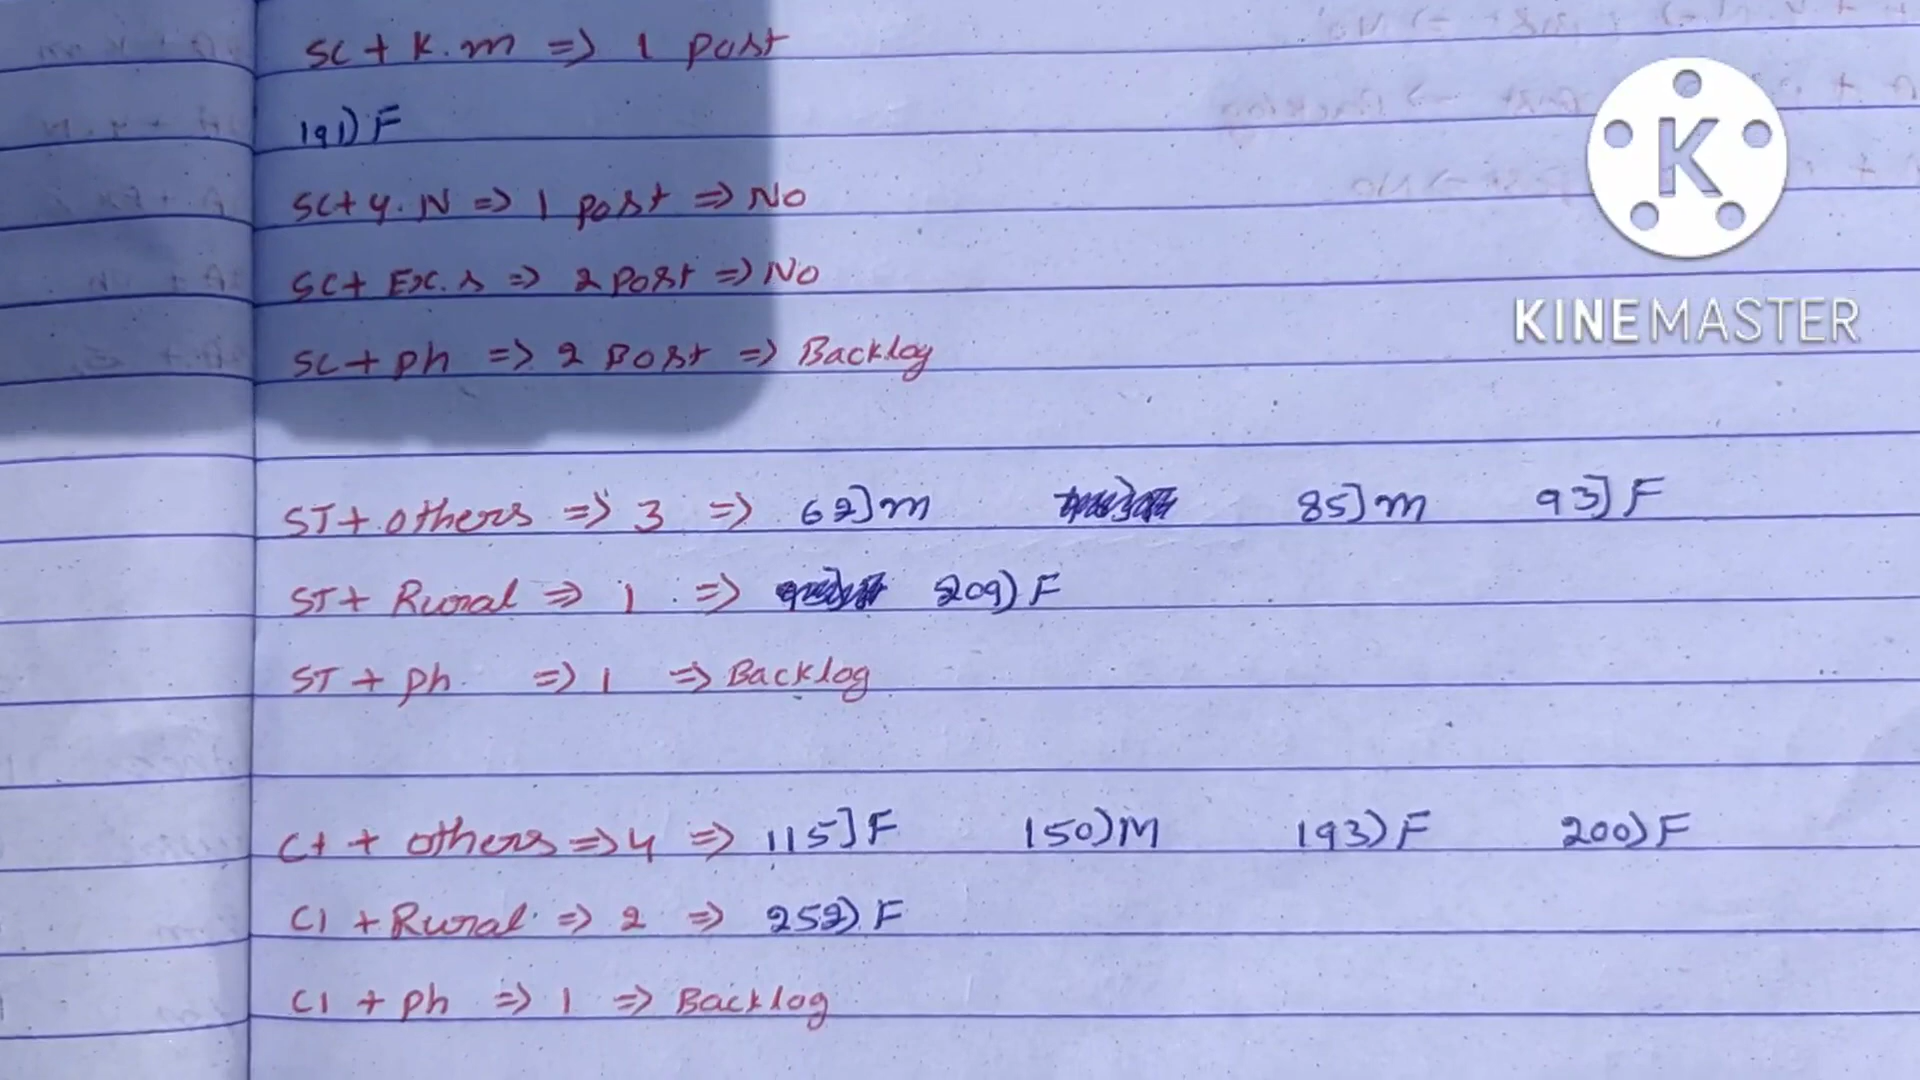 SC + K.m => 1 post
191) F
SC + Y.N => 1 post => No
SC + Ex.s => 2 post => No
SC + ph => 2 post => Backlog
ST + others => 3 => 62] m 85] m 93] F
ST + Rural => 1 => 209) F
ST + ph => 1 => Backlog
C1 + others => 4 => 115] F 150) M 193) F 200) F
C1 + Rural => 2 => 252) F
C1 + ph => 1 => Backlog
K
KINEMASTER